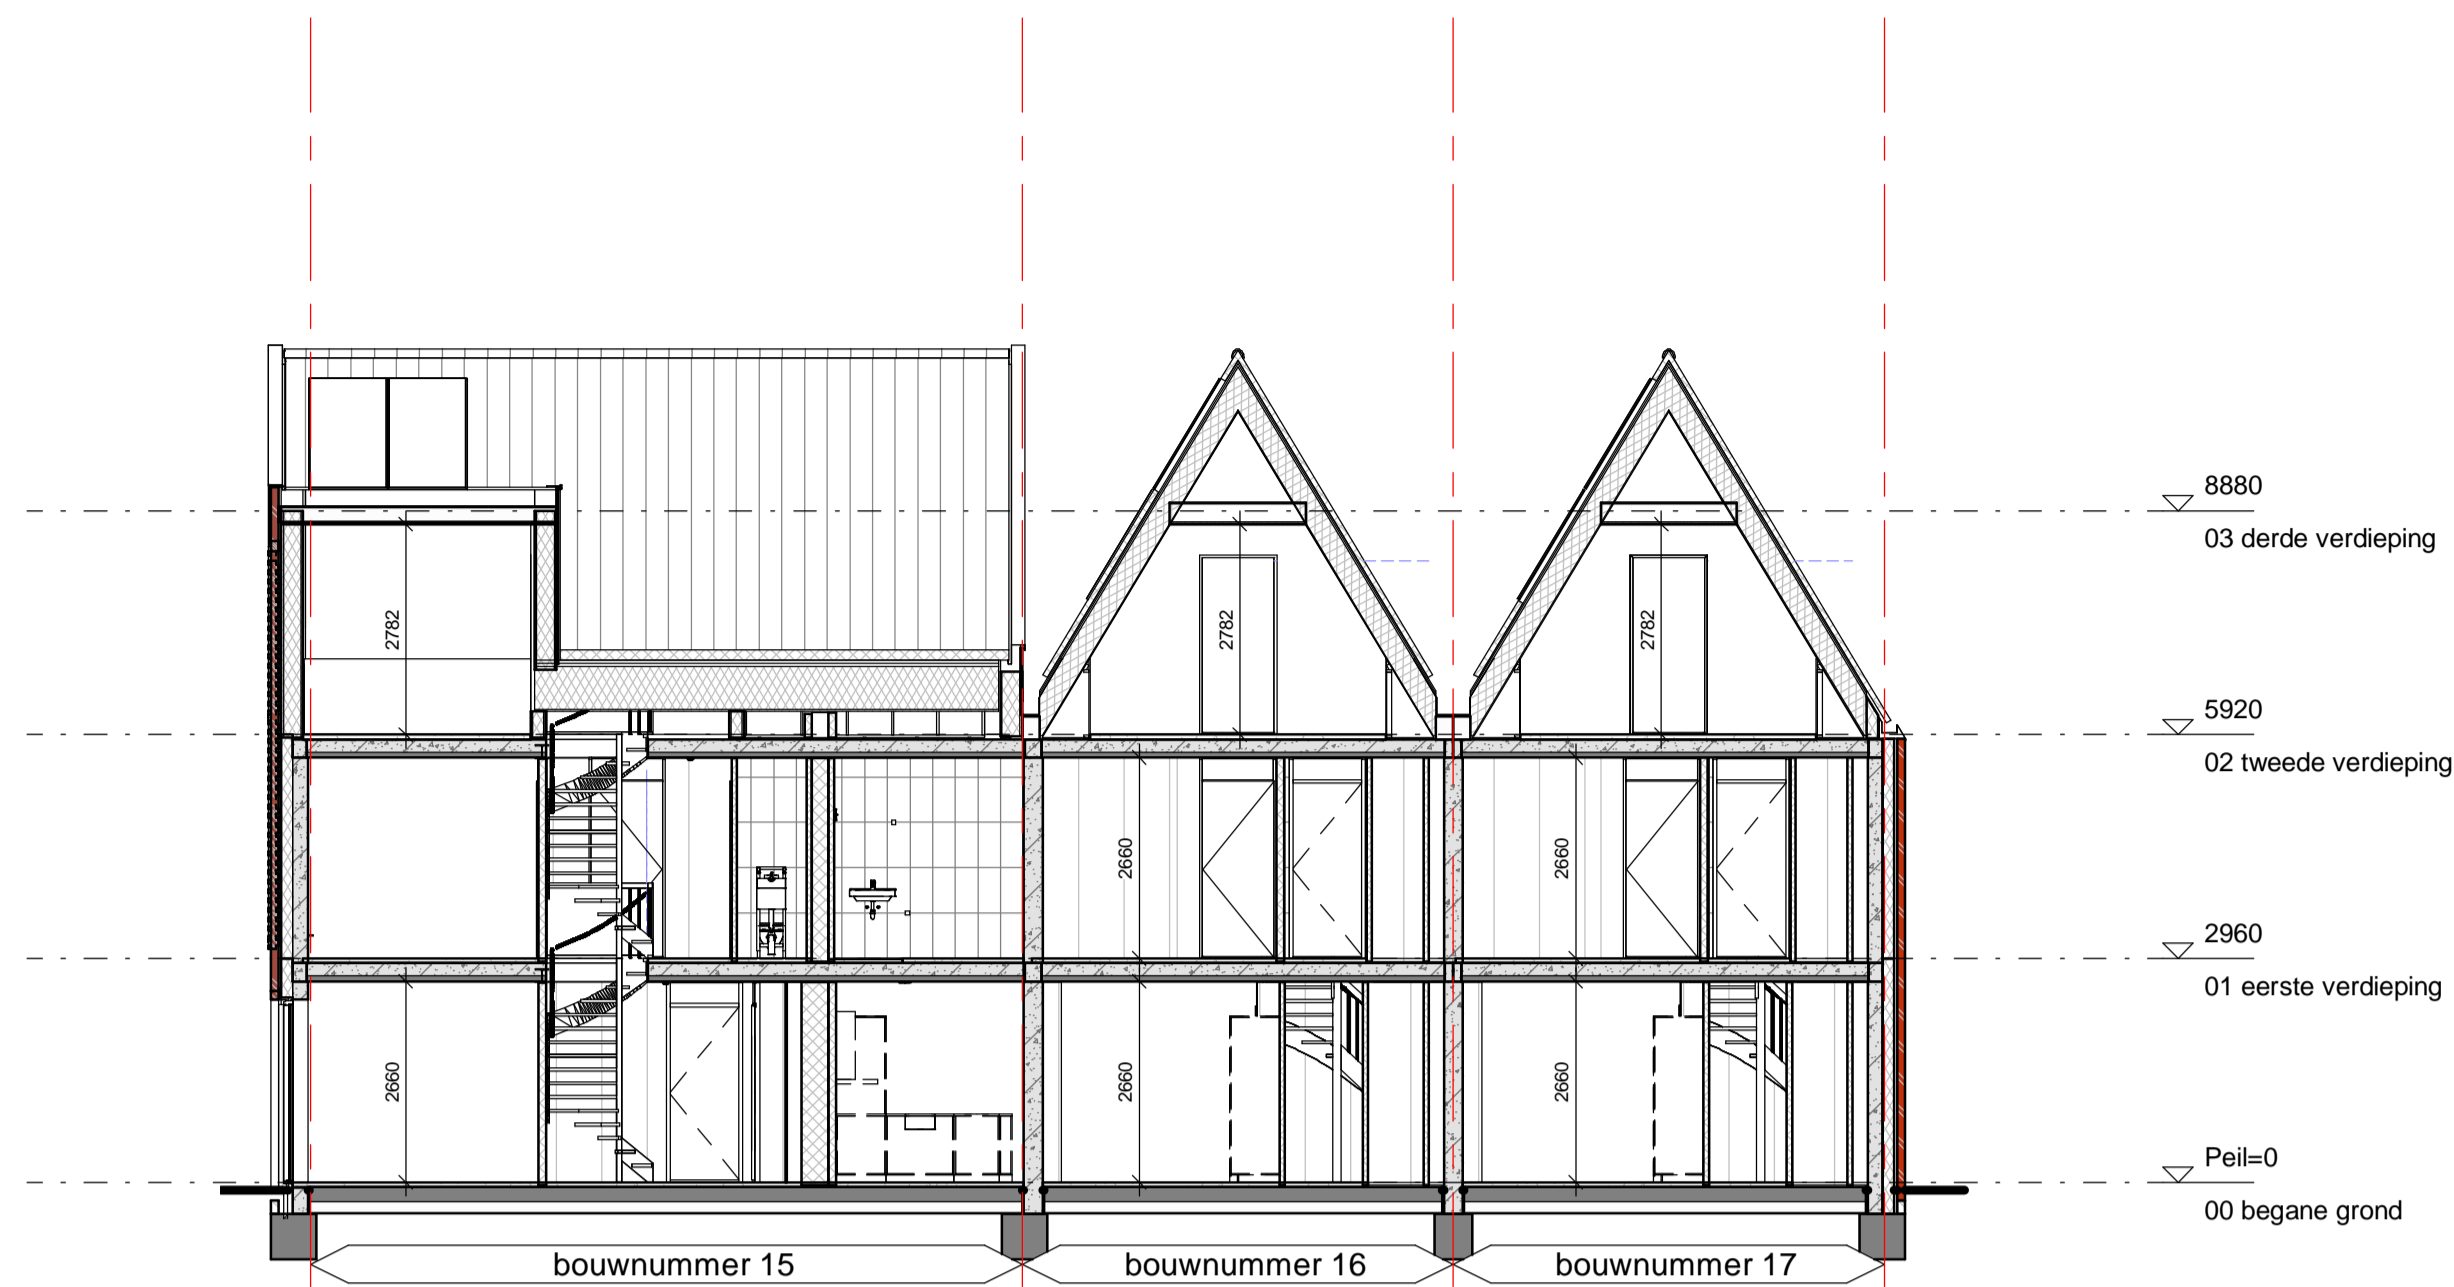 8880
03 derde verdieping
2782
2782
2782
5920
02 tweede verdieping
2660
2660
2960
01 eerste verdieping
2660
2660
2660
Peil=0
00 begane grond
bouwnummer 15
bouwnummer 16
bouwnummer 17